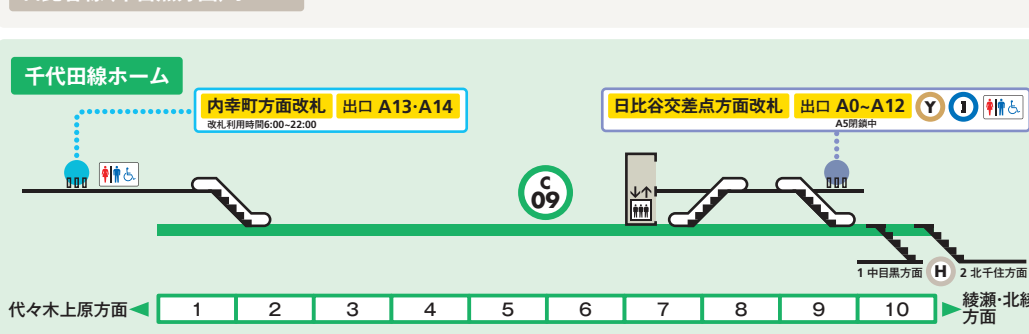 千代田線ホーム
内幸町方面改札 出口 A13･A14
改札利用時間6:00~22:00
日比谷交差点方面改札 出口 A0~A12 Y I
A5閉鎖中
C
09
1 中目黒方面 H 2 北千住方面
代々木上原方面 1 2 3 4 5 6 7 8 9 10 綾瀬･北綾
方面